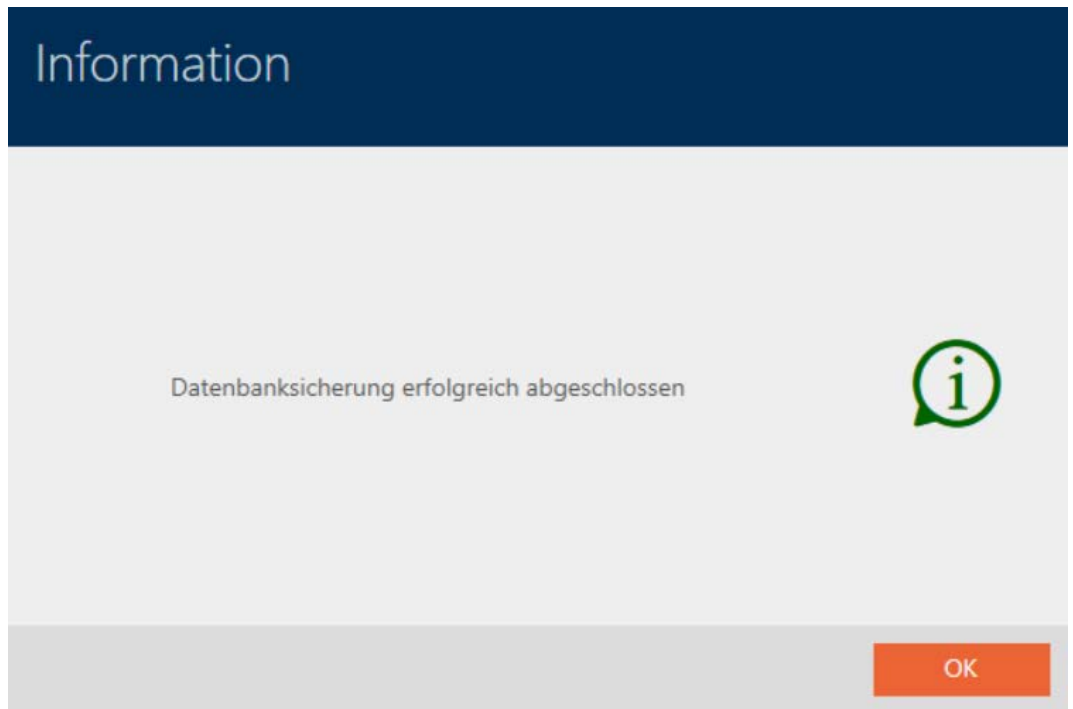 Information
Datenbanksicherung erfolgreich abgeschlossen
i
OK